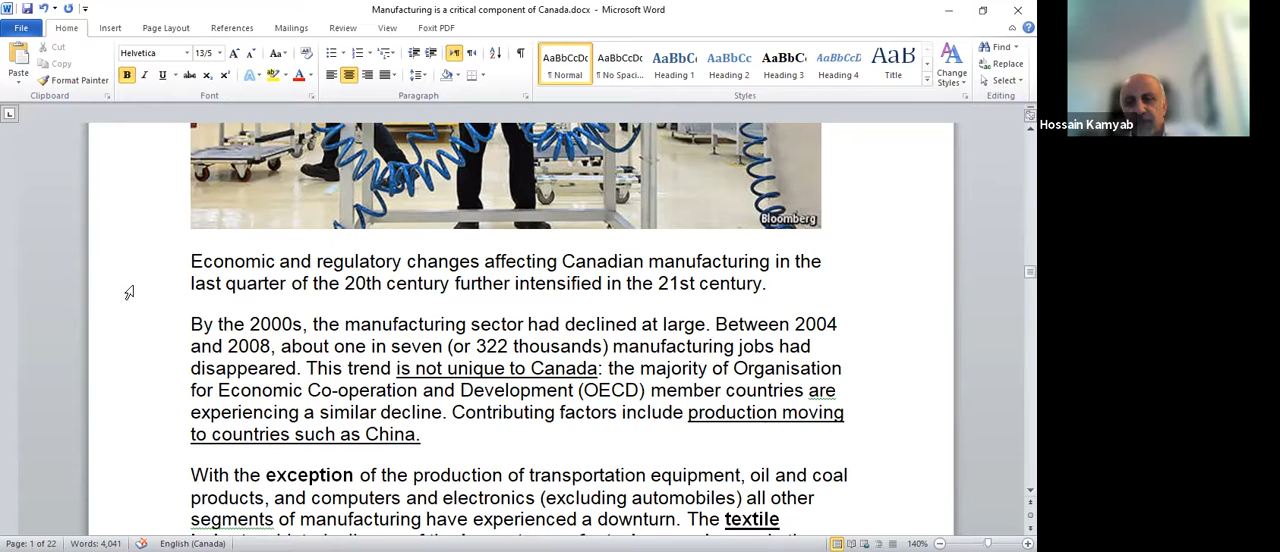 Manufacturing is a critical component of Canada.docx - Microsoft Word
File Home Insert Page Layout References Mailings Review View Foxit PDF
Cut
Copy
Paste
Format Painter
Clipboard
Helvetica 13/5
B I U abc x₂ x²
Font
Paragraph
AaBbCcDc AaBbCcDc AaBbC AaBbCc AaBbC AaBbCcD AaB
¶ Normal ¶ No Spaci... Heading 1 Heading 2 Heading 3 Heading 4 Title
Change
Styles
Styles
Find
Replace
Select
Editing
Hossain Kamyab
Bloomberg
Economic and regulatory changes affecting Canadian manufacturing in the
last quarter of the 20th century further intensified in the 21st century.
By the 2000s, the manufacturing sector had declined at large. Between 2004
and 2008, about one in seven (or 322 thousands) manufacturing jobs had
disappeared. This trend is not unique to Canada: the majority of Organisation
for Economic Co-operation and Development (OECD) member countries are
experiencing a similar decline. Contributing factors include production moving
to countries such as China.
With the exception of the production of transportation equipment, oil and coal
products, and computers and electronics (excluding automobiles) all other
segments of manufacturing have experienced a downturn. The textile
Page: 1 of 22 Words: 4,041 English (Canada) 140%